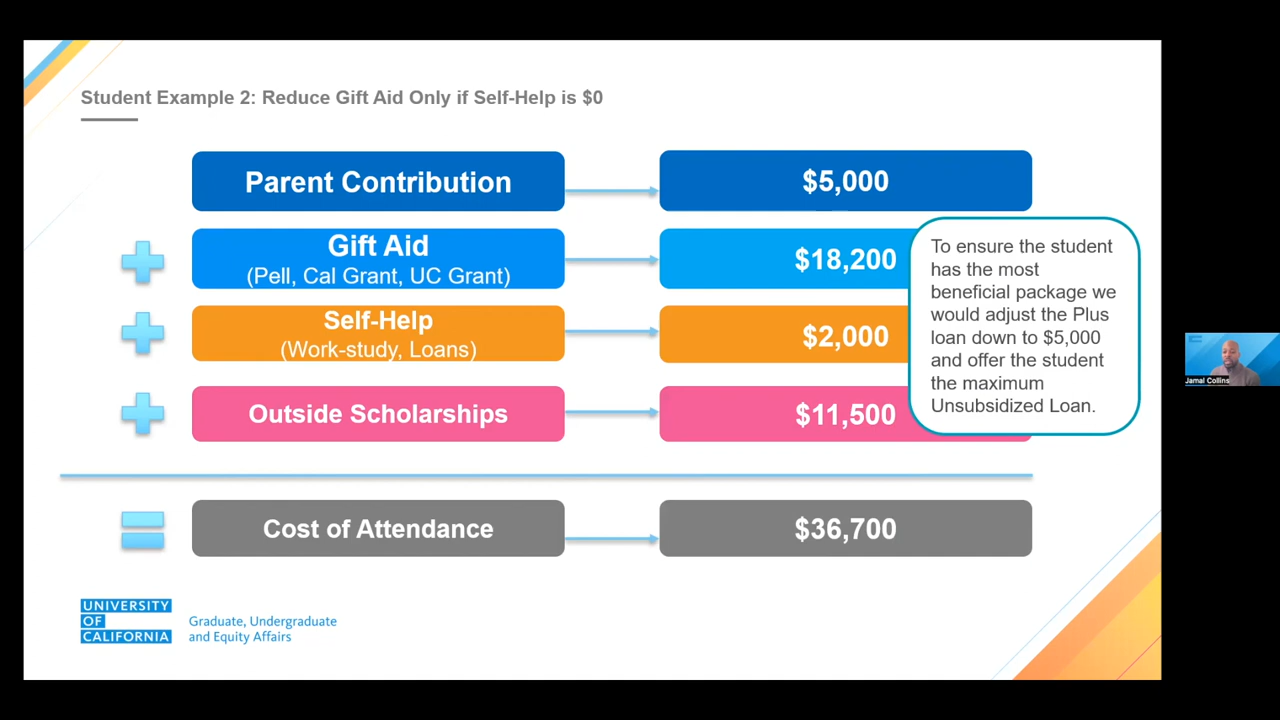 Student Example 2: Reduce Gift Aid Only if Self-Help is $0
Parent Contribution
$5,000
Gift Aid
(Pell, Cal Grant, UC Grant)
$18,200
Self-Help
(Work-study, Loans)
$2,000
Outside Scholarships
$11,500
To ensure the student
has the most
beneficial package we
would adjust the Plus
loan down to $5,000
and offer the student
the maximum
Unsubsidized Loan.
Cost of Attendance
$36,700
UNIVERSITY
OF
CALIFORNIA
Graduate, Undergraduate
and Equity Affairs
Jamal Collins